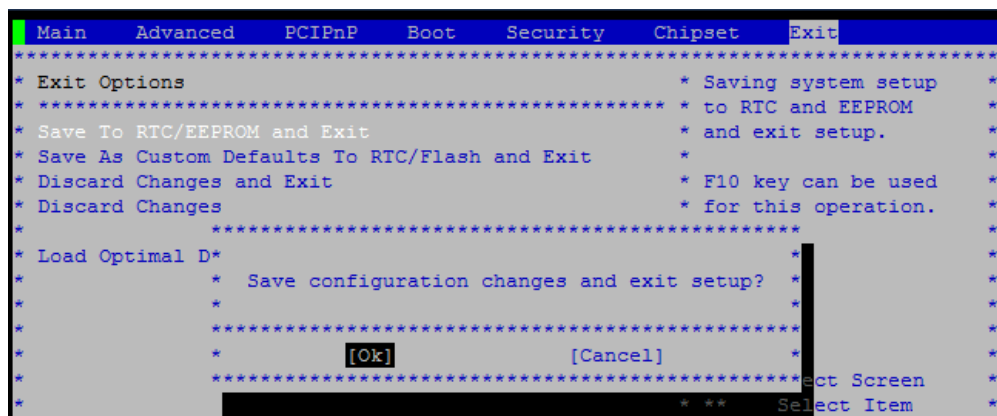 Main Advanced PCIPnP Boot Security Chipset Exit
********************************************************************************
* Exit Options * Saving system setup *
* *************************************************** * to RTC and EEPROM *
* Save To RTC/EEPROM and Exit * and exit setup. *
* Save As Custom Defaults To RTC/Flash and Exit * *
* Discard Changes and Exit * F10 key can be used *
* Discard Changes * for this operation. *
* ************************************************ *
* Load Optimal D* * *
* * Save configuration changes and exit setup? * *
* * * *
* ************************************************ *
* * [Ok] [Cancel] * *
* ************************************************ect Screen *
* * ** Select Item *